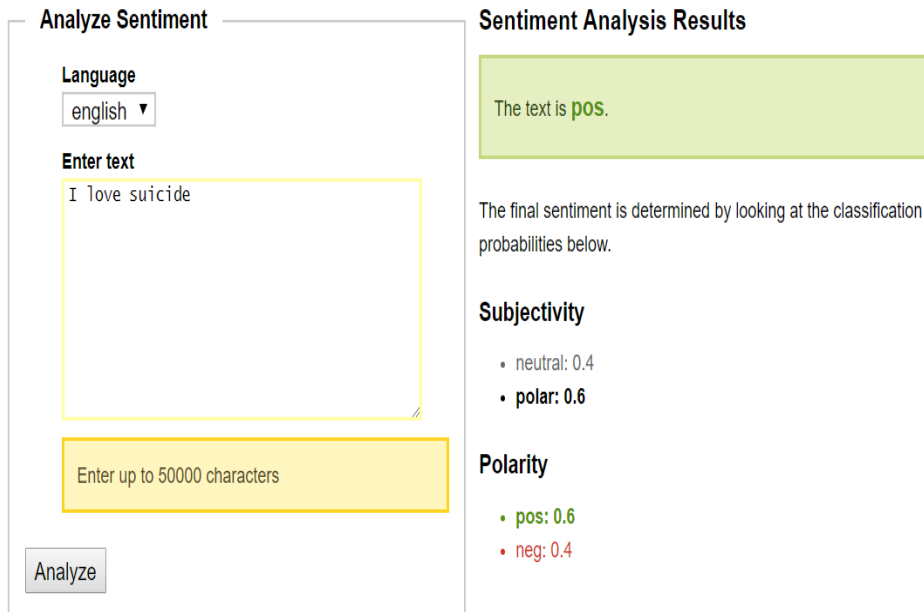 Analyze Sentiment
Language
english
Enter text
I love suicide
Enter up to 50000 characters
Analyze
Sentiment Analysis Results
The text is pos.
The final sentiment is determined by looking at the classification
probabilities below.
Subjectivity
neutral: 0.4
polar: 0.6
Polarity
pos: 0.6
neg: 0.4